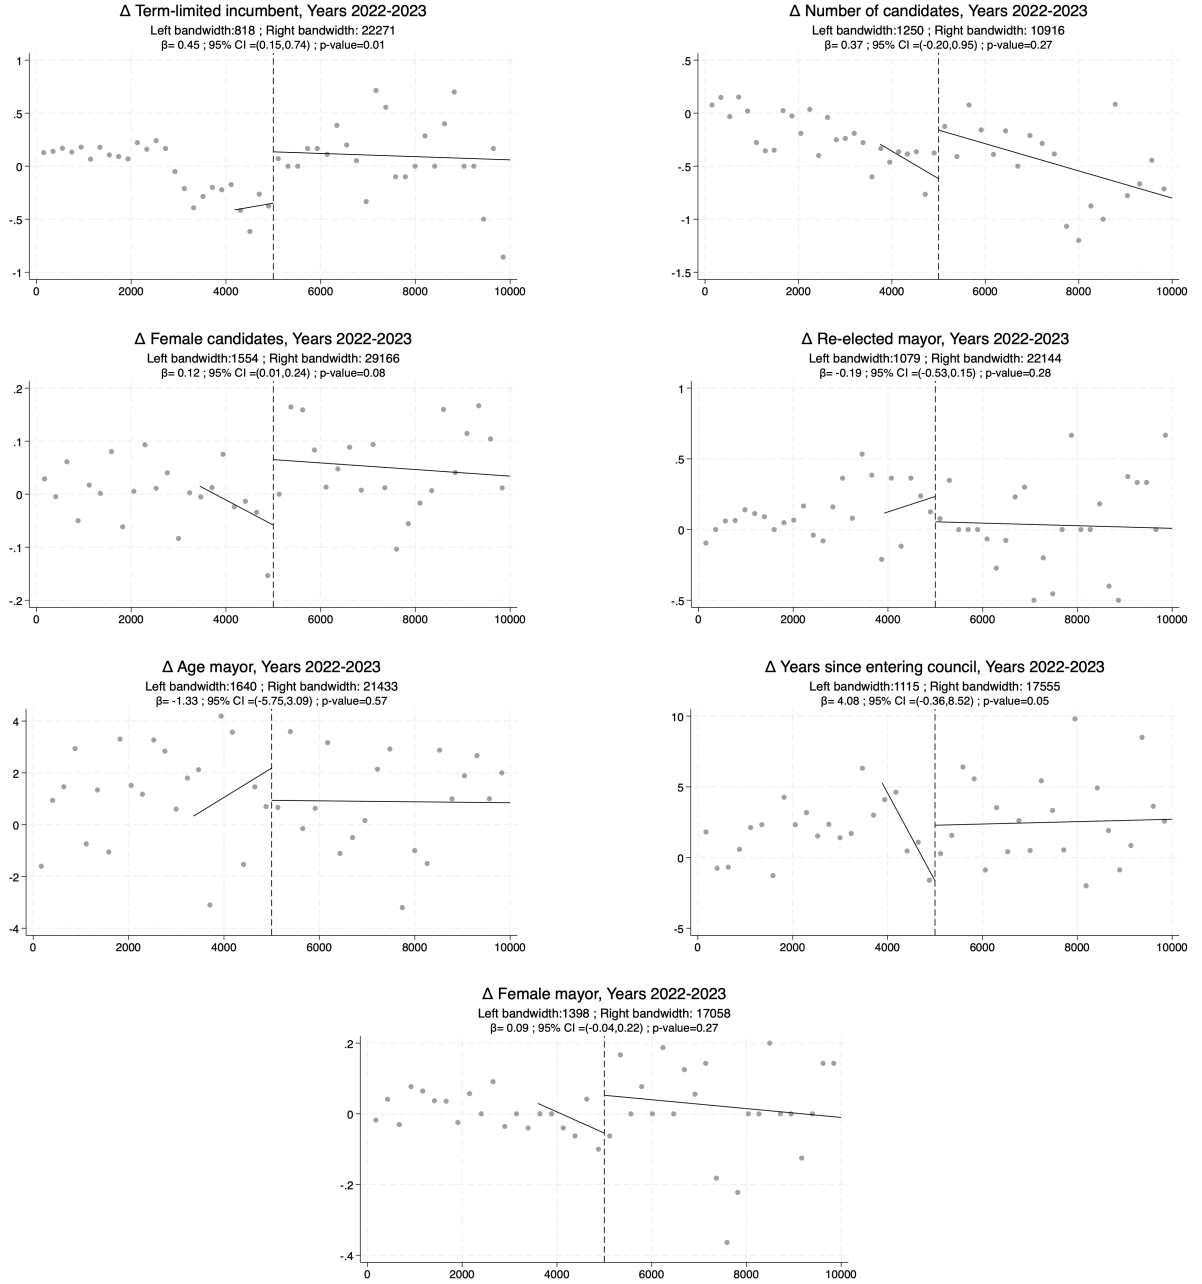 Δ Term-limited incumbent, Years 2022-2023
Left bandwidth:818 ; Right bandwidth: 22271
β= 0.45 ; 95% CI =(0.15,0.74) ; p-value=0.01
1
.5
0
-.5
-1
0 2000 4000 6000 8000 10000
Δ Number of candidates, Years 2022-2023
Left bandwidth:1250 ; Right bandwidth: 10916
β= 0.37 ; 95% CI =(-0.20,0.95) ; p-value=0.27
.5
0
-.5
-1
-1.5
0 2000 4000 6000 8000 10000
Δ Female candidates, Years 2022-2023
Left bandwidth:1554 ; Right bandwidth: 29166
β= 0.12 ; 95% CI =(0.01,0.24) ; p-value=0.08
.2
.1
0
-.1
-.2
0 2000 4000 6000 8000 10000
Δ Re-elected mayor, Years 2022-2023
Left bandwidth:1079 ; Right bandwidth: 22144
β= -0.19 ; 95% CI =(-0.53,0.15) ; p-value=0.28
1
.5
0
-.5
0 2000 4000 6000 8000 10000
Δ Age mayor, Years 2022-2023
Left bandwidth:1640 ; Right bandwidth: 21433
β= -1.33 ; 95% CI =(-5.75,3.09) ; p-value=0.57
4
2
0
-2
-4
0 2000 4000 6000 8000 10000
Δ Years since entering council, Years 2022-2023
Left bandwidth:1115 ; Right bandwidth: 17555
β= 4.08 ; 95% CI =(-0.36,8.52) ; p-value=0.05
10
5
0
-5
0 2000 4000 6000 8000 10000
Δ Female mayor, Years 2022-2023
Left bandwidth:1398 ; Right bandwidth: 17058
β= 0.09 ; 95% CI =(-0.04,0.22) ; p-value=0.27
.2
0
-.2
-.4
0 2000 4000 6000 8000 10000